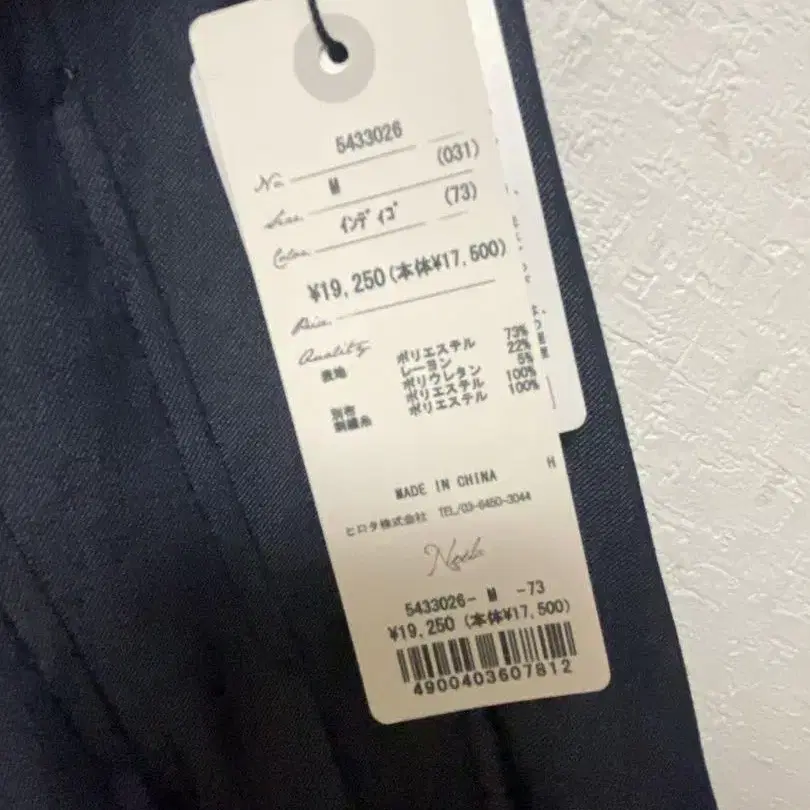 5433026
No.
M
(031)
Size.
インディゴ
(73)
Color.
¥19,250(本体¥17,500)
Price.
Quality
表地
ポリエステル 73%
レーヨン 22%
ポリウレタン 5%
別布 ポリエステル 100%
刺繍糸 ポリエステル 100%
H
MADE IN CHINA
ヒロタ株式会社 TEL/03-6450-3044
Noela
5433026- M -73
¥19,250 (本体¥17,500)
4900403607812